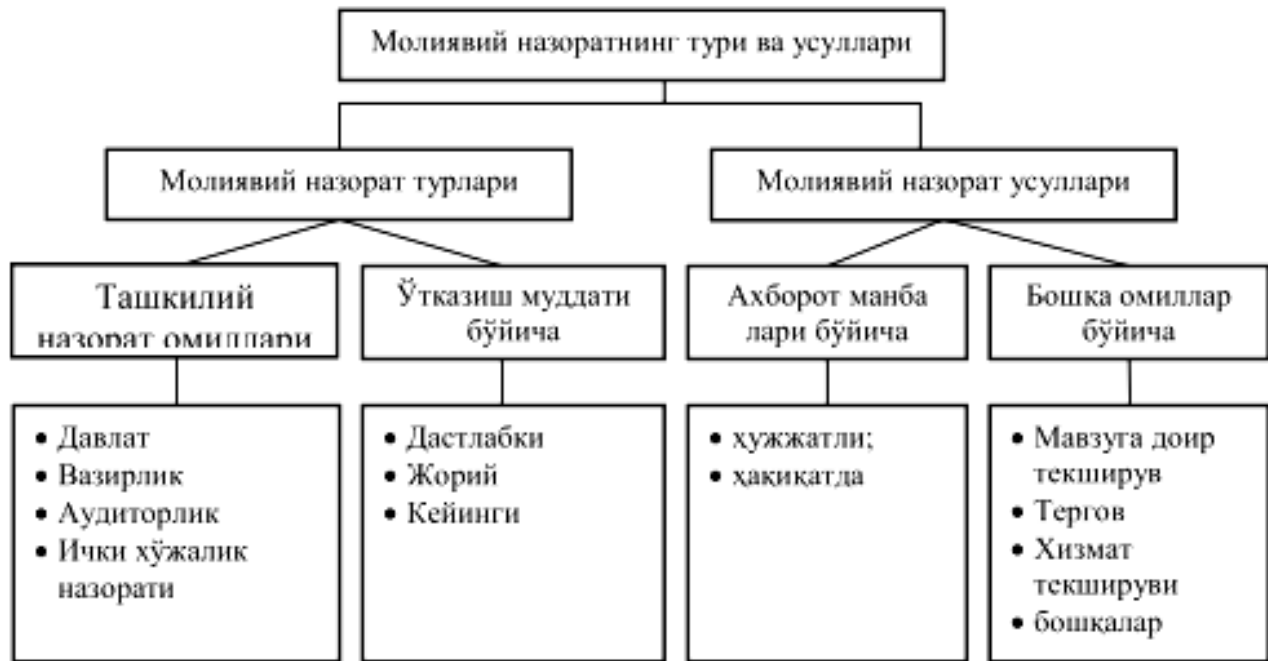 Молиявий назоратнинг тури ва усуллари
Молиявий назорат турлари
Молиявий назорат усуллари
Ташкилий
назорат омиллари
Ўтказиш муддати
бўйича
Ахборот манба
лари бўйича
Бошка омиллар
бўйича
• Давлат
• Вазирлик
• Аудиторлик
• Ички хўжалик
назорати
• Дастлабки
• Жорий
• Кейинги
• ҳужжатли;
• ҳақиқатда
• Мавзуга доир
текширув
• Тергов
• Хизмат
текшируви
• бошқалар